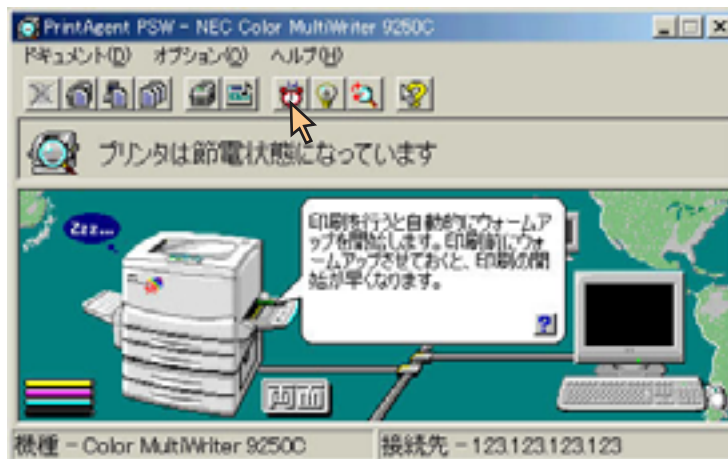 PrintAgent PSW - NEC Color MultiWriter 9250C
ドキュメント(D) オプション(O) ヘルプ(H)
プリンタは節電状態になっています
Zzz...
印刷を行うと自動的にウォームア
ップを開始します。印刷前にウォ
ームアップさせておくと、印刷の開
始が早くなります。
両面
機種 - Color MultiWriter 9250C 接続先 - 123.123.123.123